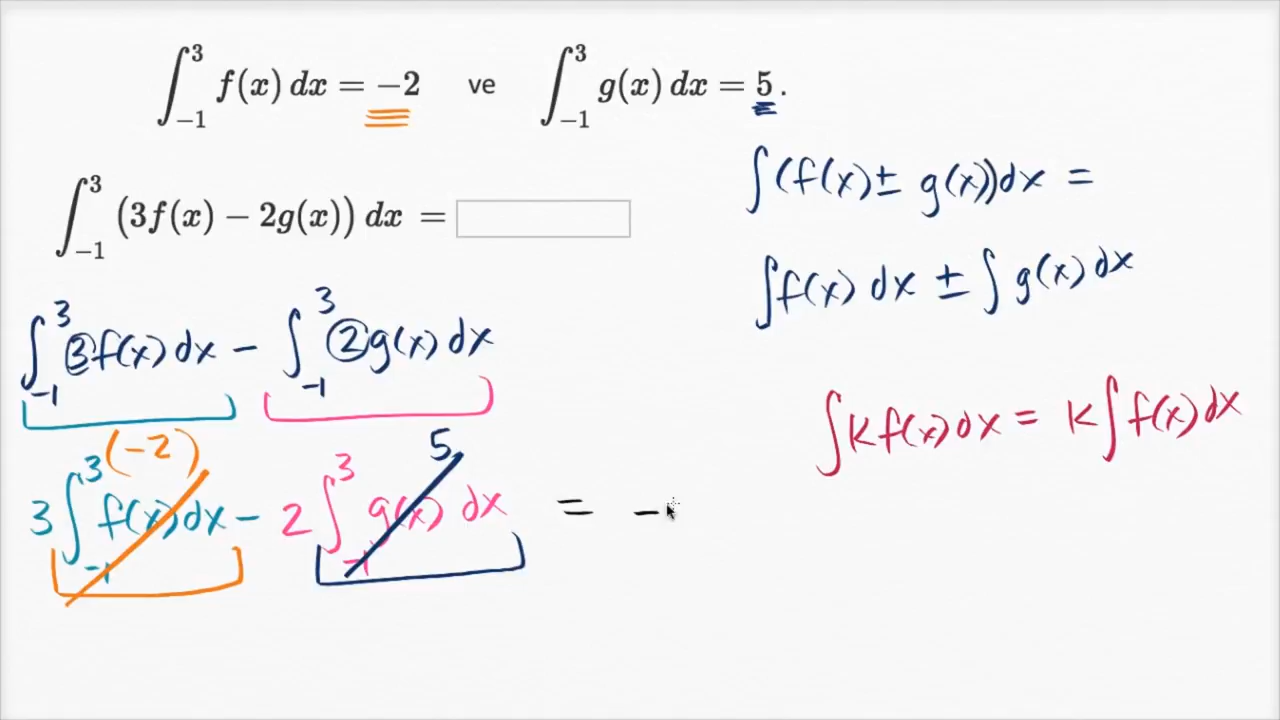 ∫₋₁³ f(x) dx = −2 ve ∫₋₁³ g(x) dx = 5 .
∫₋₁³ (3f(x) − 2g(x)) dx =
∫(f(x) ± g(x))dx =
∫f(x) dx ± ∫g(x) dx
∫₋₁³ 3f(x)dx − ∫₋₁³ 2g(x) dx
∫Kf(x)dx = K∫f(x)dx
(−2) 5
3∫₋₁³ f(x)dx − 2∫₋₁³ g(x) dx = −